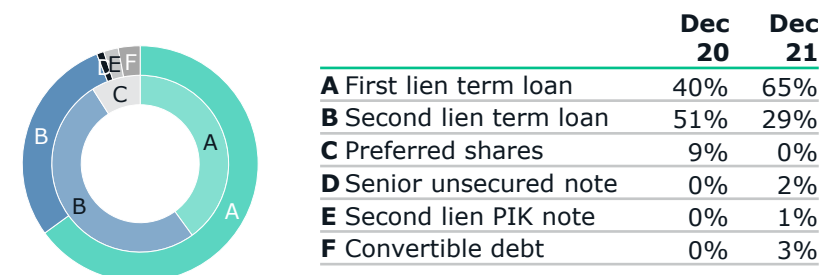 Dec Dec
20 21
A First lien term loan 40% 65%
B Second lien term loan 51% 29%
C Preferred shares 9% 0%
D Senior unsecured note 0% 2%
E Second lien PIK note 0% 1%
F Convertible debt 0% 3%
D E F
C
B
A
B
A